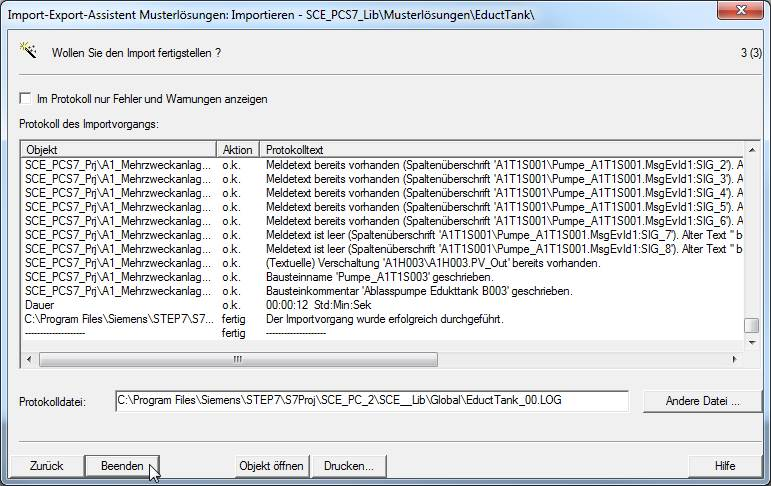 Import-Export-Assistent Musterlösungen: Importieren - SCE_PCS7_Lib\Musterlösungen\EductTank\
Wollen Sie den Import fertigstellen ?
3 (3)
Im Protokoll nur Fehler und Warnungen anzeigen
Protokoll des Importvorgangs:
Objekt Aktion Protokolltext
SCE_PCS7_Prj\A1_Mehrzweckanlag... o.k. Meldetext bereits vorhanden (Spaltenüberschrift 'A1T1S001\Pumpe_A1T1S001.MsgEvId1:SIG_2'). A
SCE_PCS7_Prj\A1_Mehrzweckanlag... o.k. Meldetext bereits vorhanden (Spaltenüberschrift 'A1T1S001\Pumpe_A1T1S001.MsgEvId1:SIG_3'). A
SCE_PCS7_Prj\A1_Mehrzweckanlag... o.k. Meldetext bereits vorhanden (Spaltenüberschrift 'A1T1S001\Pumpe_A1T1S001.MsgEvId1:SIG_4'). A
SCE_PCS7_Prj\A1_Mehrzweckanlag... o.k. Meldetext bereits vorhanden (Spaltenüberschrift 'A1T1S001\Pumpe_A1T1S001.MsgEvId1:SIG_5'). A
SCE_PCS7_Prj\A1_Mehrzweckanlag... o.k. Meldetext bereits vorhanden (Spaltenüberschrift 'A1T1S001\Pumpe_A1T1S001.MsgEvId1:SIG_6'). A
SCE_PCS7_Prj\A1_Mehrzweckanlag... o.k. Meldetext ist leer (Spaltenüberschrift 'A1T1S001\Pumpe_A1T1S001.MsgEvId1:SIG_7'). Alter Text '' b
SCE_PCS7_Prj\A1_Mehrzweckanlag... o.k. Meldetext ist leer (Spaltenüberschrift 'A1T1S001\Pumpe_A1T1S001.MsgEvId1:SIG_8'). Alter Text '' b
SCE_PCS7_Prj\A1_Mehrzweckanlag... o.k. (Textuelle) Verschaltung 'A1H003\A1H003.PV_Out' bereits vorhanden.
SCE_PCS7_Prj\A1_Mehrzweckanlag... o.k. Bausteinname 'Pumpe_A1T1S003' geschrieben.
SCE_PCS7_Prj\A1_Mehrzweckanlag... o.k. Bausteinkommentar 'Ablasspumpe Edukttank B003' geschrieben.
Dauer o.k. 00:00:12 Std:Min:Sek
C:\Program Files\Siemens\STEP7\S7... fertig Der Importvorgang wurde erfolgreich durchgeführt.
-------------------- fertig --------------------
Protokolldatei: C:\Program Files\Siemens\STEP7\S7Proj\SCE_PC_2\SCE__Lib\Global\EductTank_00.LOG Andere Datei ...
Zurück Beenden Objekt öffnen Drucken... Hilfe